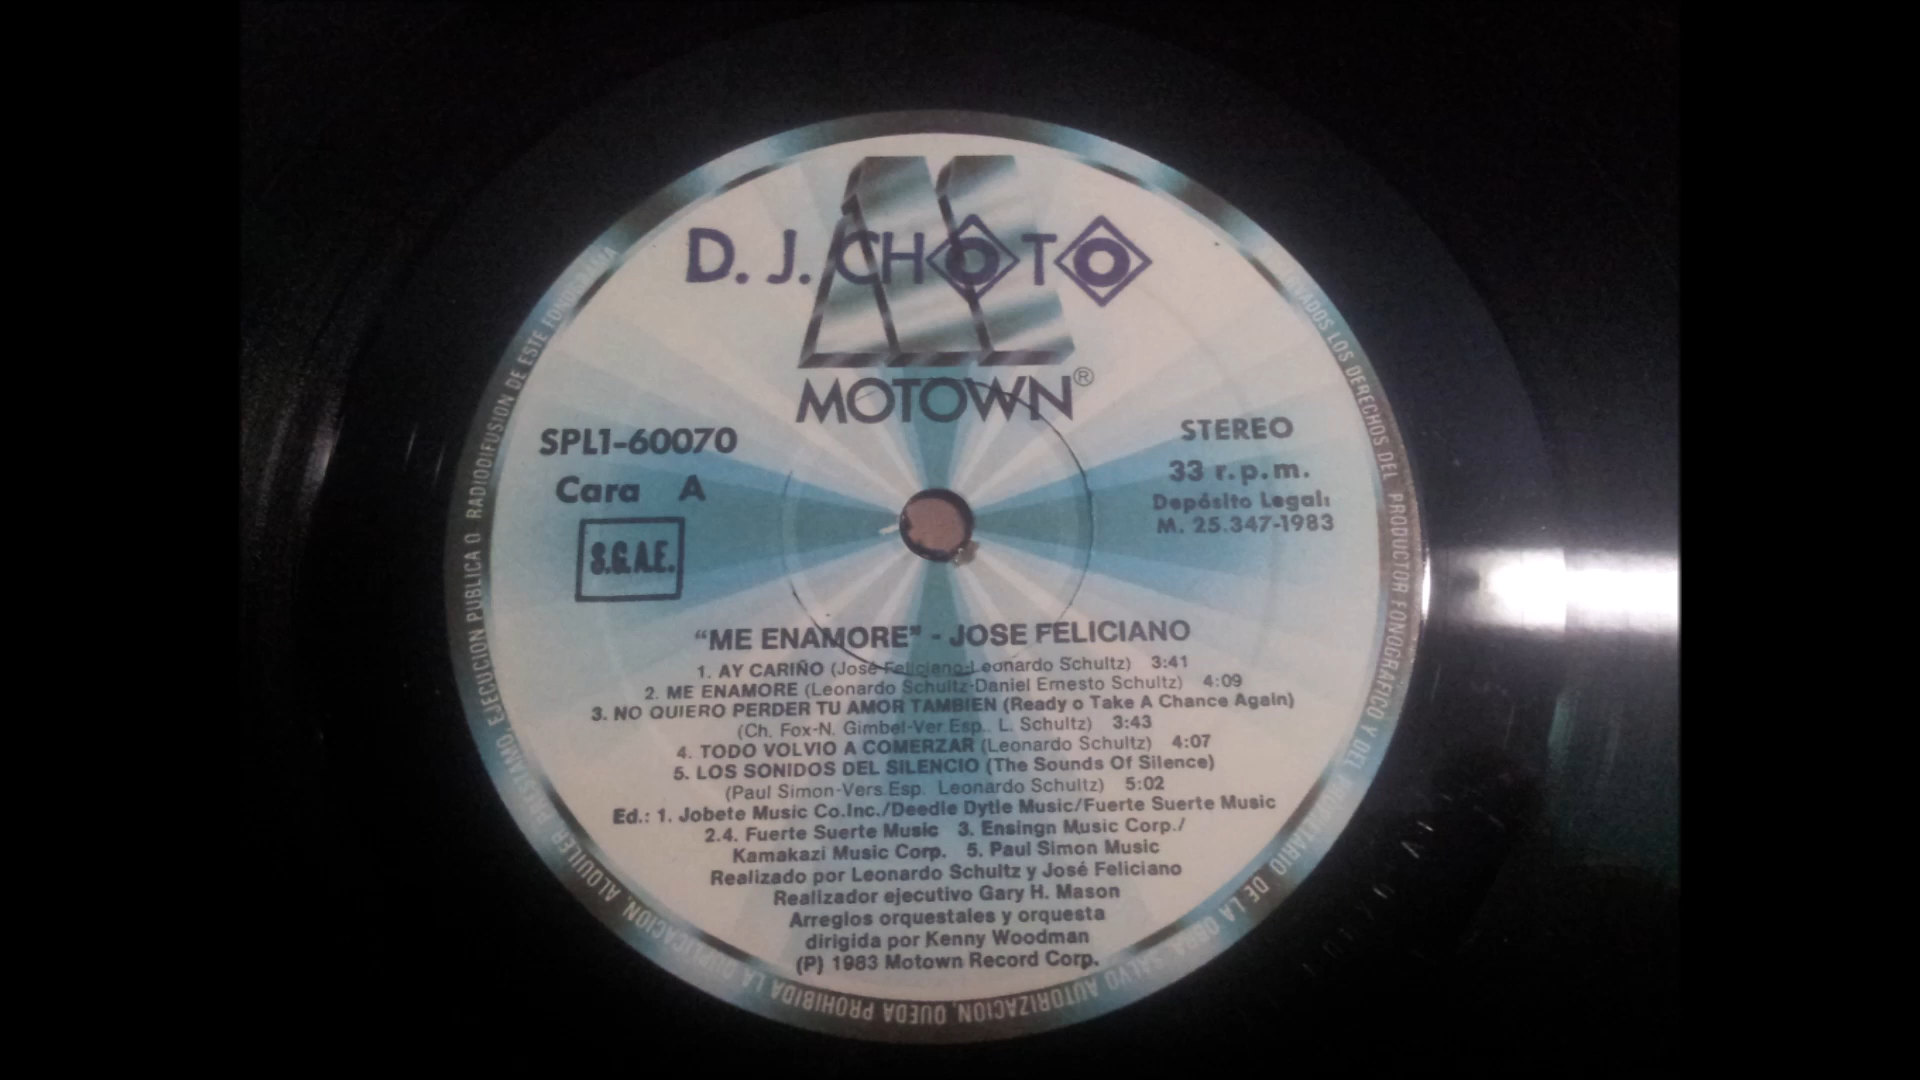 D. J. CHOTO
MOTOWN®
SPL1-60070
Cara A
S.G.A.E.
STEREO
33 r.p.m.
Depósito Legal:
M. 25.347-1983
"ME ENAMORE" - JOSE FELICIANO
1. AY CARIÑO (José Feliciano-Leonardo Schultz) 3:41
2. ME ENAMORE (Leonardo Schultz-Daniel Ernesto Schultz) 4:09
3. NO QUIERO PERDER TU AMOR TAMBIEN (Ready o Take A Chance Again)
(Ch. Fox-N. Gimbel-Ver Esp.. L. Schultz) 3:43
4. TODO VOLVIO A COMERZAR (Leonardo Schultz) 4:07
5. LOS SONIDOS DEL SILENCIO (The Sounds Of Silence)
(Paul Simon-Vers Esp. Leonardo Schultz) 5:02
Ed.: 1. Jobete Music Co.Inc./Deedle Dytle Music/Fuerte Suerte Music
2.4. Fuerte Suerte Music 3. Ensingn Music Corp./
Kamakazi Music Corp. 5. Paul Simon Music
Realizado por Leonardo Schultz y José Feliciano
Realizador ejecutivo Gary H. Mason
Arreglos orquestales y orquesta
dirigida por Kenny Woodman
(P) 1983 Motown Record Corp.
LOS DERECHOS DEL PRODUCTOR FONOGRAFICO Y DEL PROPIETARIO DE LA OBRA. SALVO AUTORIZACION, QUEDA PROHIBIDA LA DUPLICACION, ALQUILER, PRESTAMO, EJECUCION PUBLICA O RADIODIFUSION DE ESTE FONOGRAMA